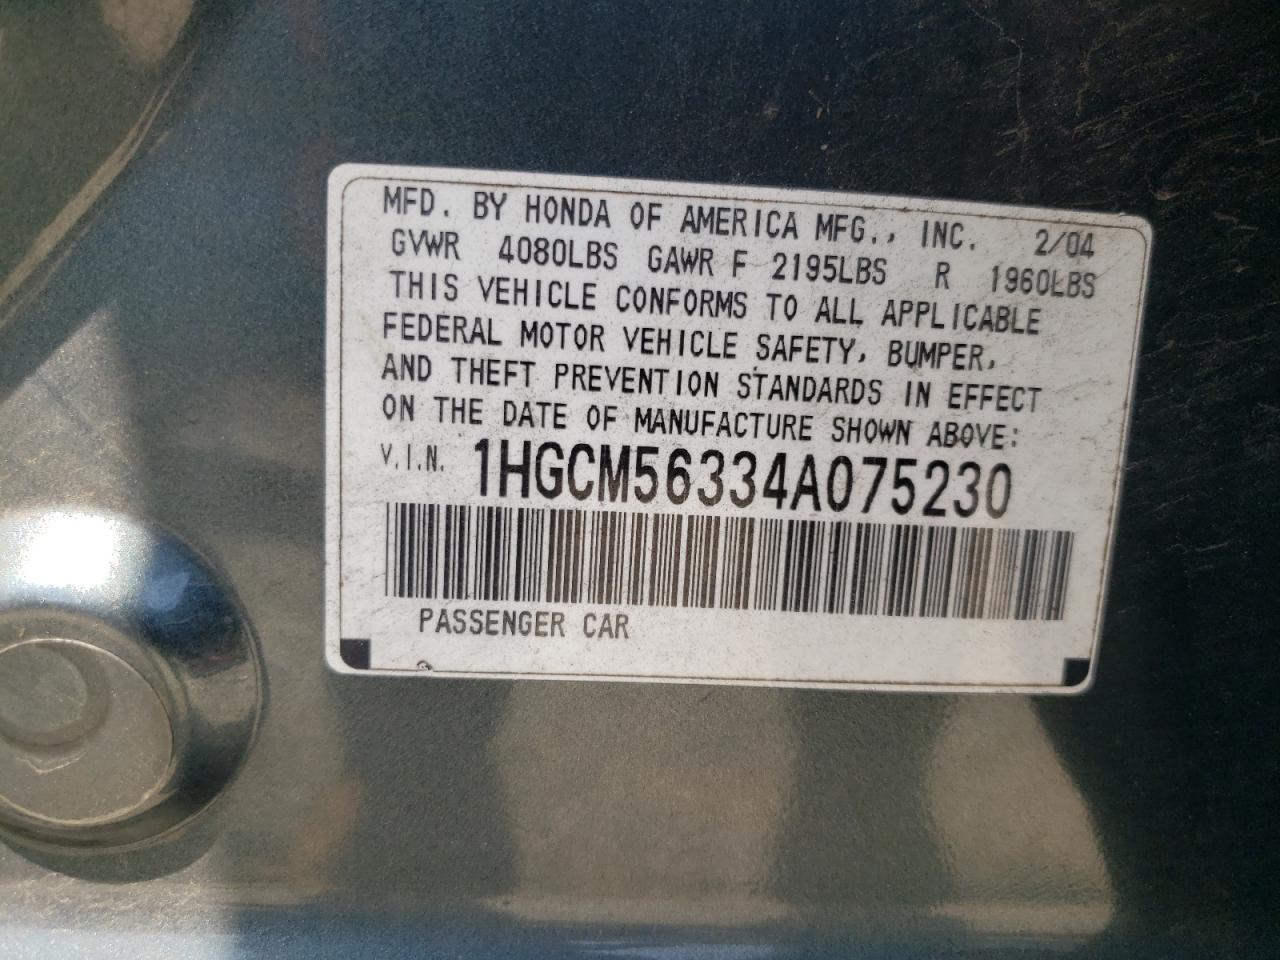 MFD. BY HONDA OF AMERICA MFG., INC. 2/04
GVWR 4080LBS GAWR F 2195LBS R 1960LBS
THIS VEHICLE CONFORMS TO ALL APPLICABLE
FEDERAL MOTOR VEHICLE SAFETY, BUMPER,
AND THEFT PREVENTION STANDARDS IN EFFECT
ON THE DATE OF MANUFACTURE SHOWN ABOVE:
V.I.N. 1HGCM56334A075230
PASSENGER CAR